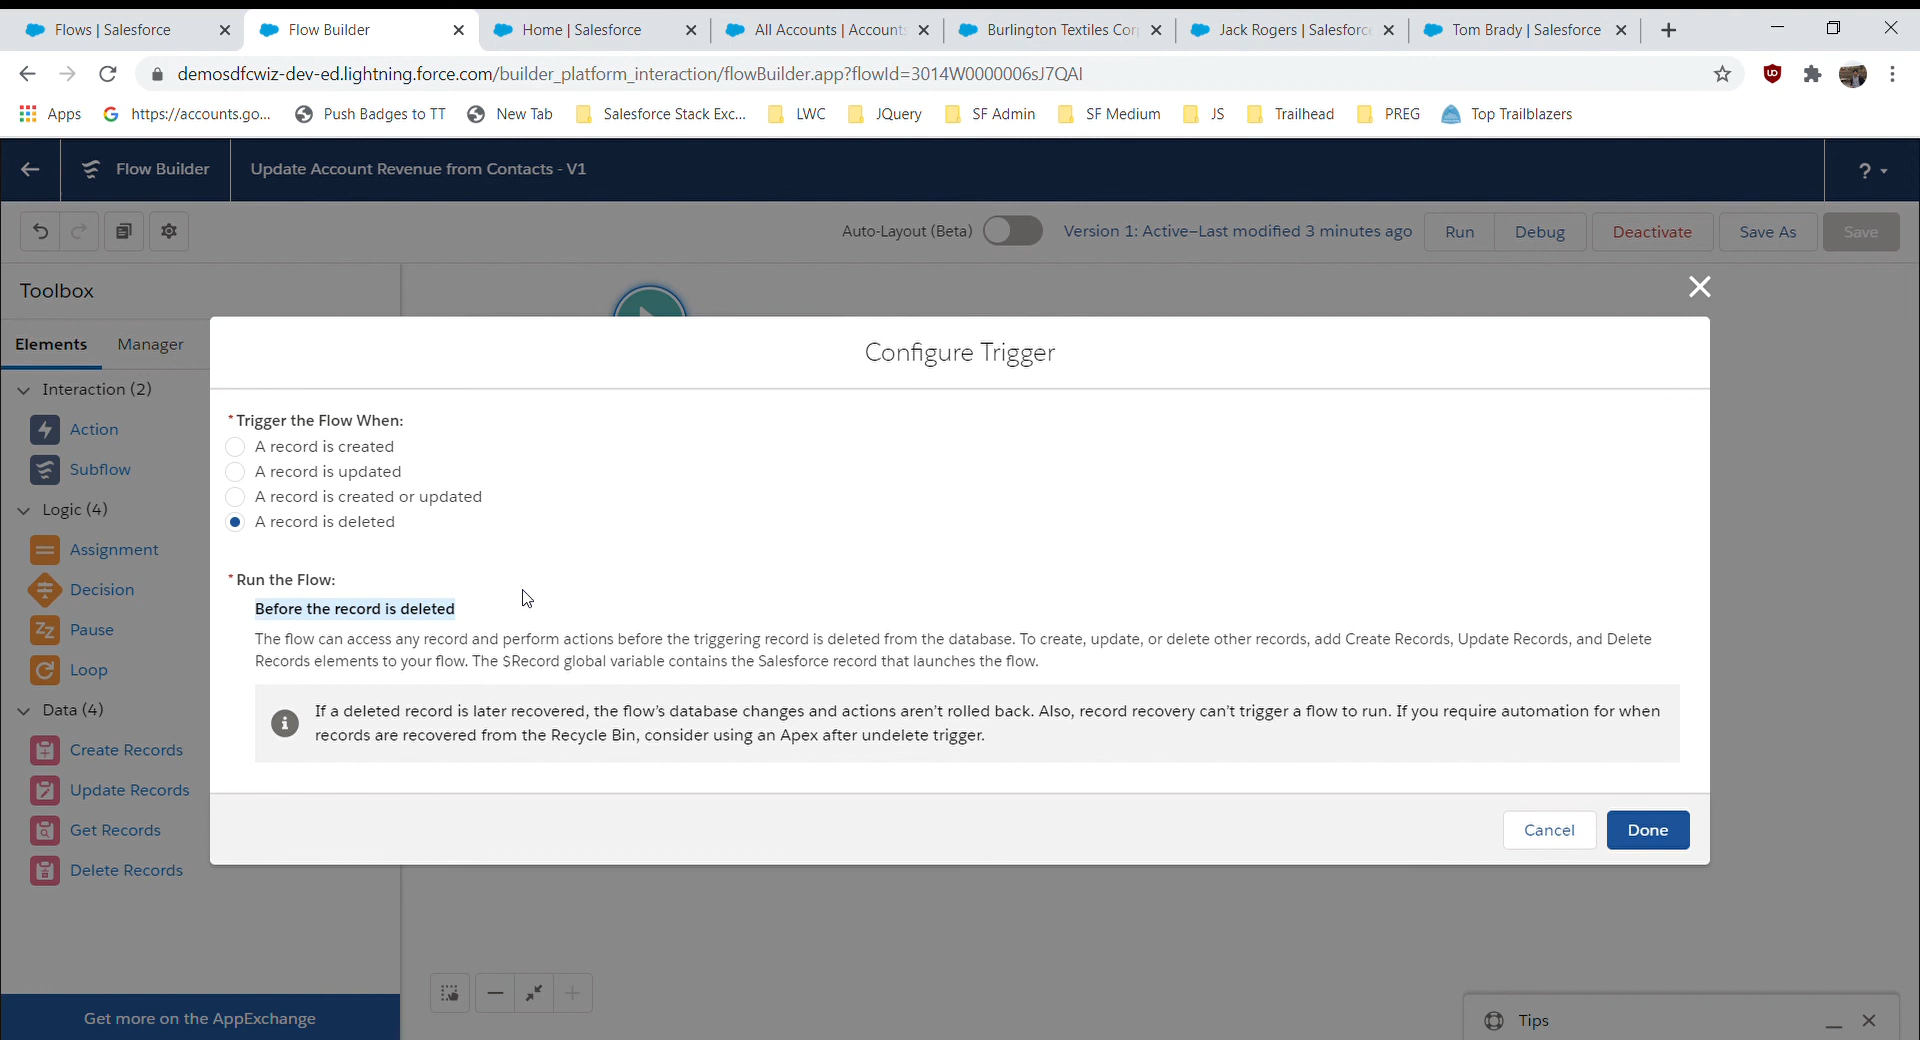 Flows | Salesforce
Flow Builder
Home | Salesforce
All Accounts | Accounts
Burlington Textiles Cor
Jack Rogers | Salesforce
Tom Brady | Salesforce
demosdfcwiz-dev-ed.lightning.force.com/builder_platform_interaction/flowBuilder.app?flowId=3014W0000006sJ7QAI
Apps
https://accounts.go...
Push Badges to TT
New Tab
Salesforce Stack Exc...
LWC
JQuery
SF Admin
SF Medium
JS
Trailhead
PREG
Top Trailblazers
Flow Builder
Update Account Revenue from Contacts - V1
?
Auto-Layout (Beta)
Version 1: Active–Last modified 3 minutes ago
Run
Debug
Deactivate
Save As
Save
Toolbox
Elements
Manager
Interaction (2)
Action
Subflow
Logic (4)
Assignment
Decision
Pause
Loop
Data (4)
Create Records
Update Records
Get Records
Delete Records
Get more on the AppExchange
Configure Trigger
*Trigger the Flow When:
A record is created
A record is updated
A record is created or updated
A record is deleted
*Run the Flow:
Before the record is deleted
The flow can access any record and perform actions before the triggering record is deleted from the database. To create, update, or delete other records, add Create Records, Update Records, and Delete
Records elements to your flow. The $Record global variable contains the Salesforce record that launches the flow.
If a deleted record is later recovered, the flow's database changes and actions aren't rolled back. Also, record recovery can't trigger a flow to run. If you require automation for when
records are recovered from the Recycle Bin, consider using an Apex after undelete trigger.
Cancel
Done
Tips